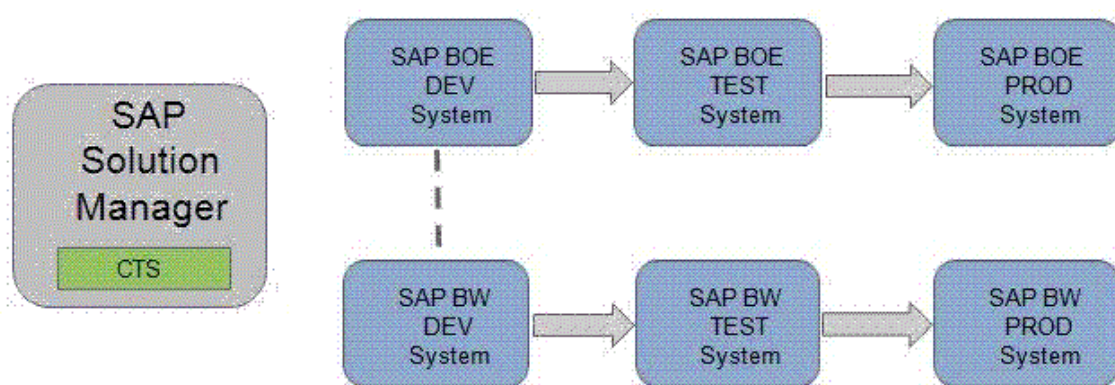 SAP
Solution
Manager
CTS
SAP BOE
DEV
System
SAP BOE
TEST
System
SAP BOE
PROD
System
SAP BW
DEV
System
SAP BW
TEST
System
SAP BW
PROD
System